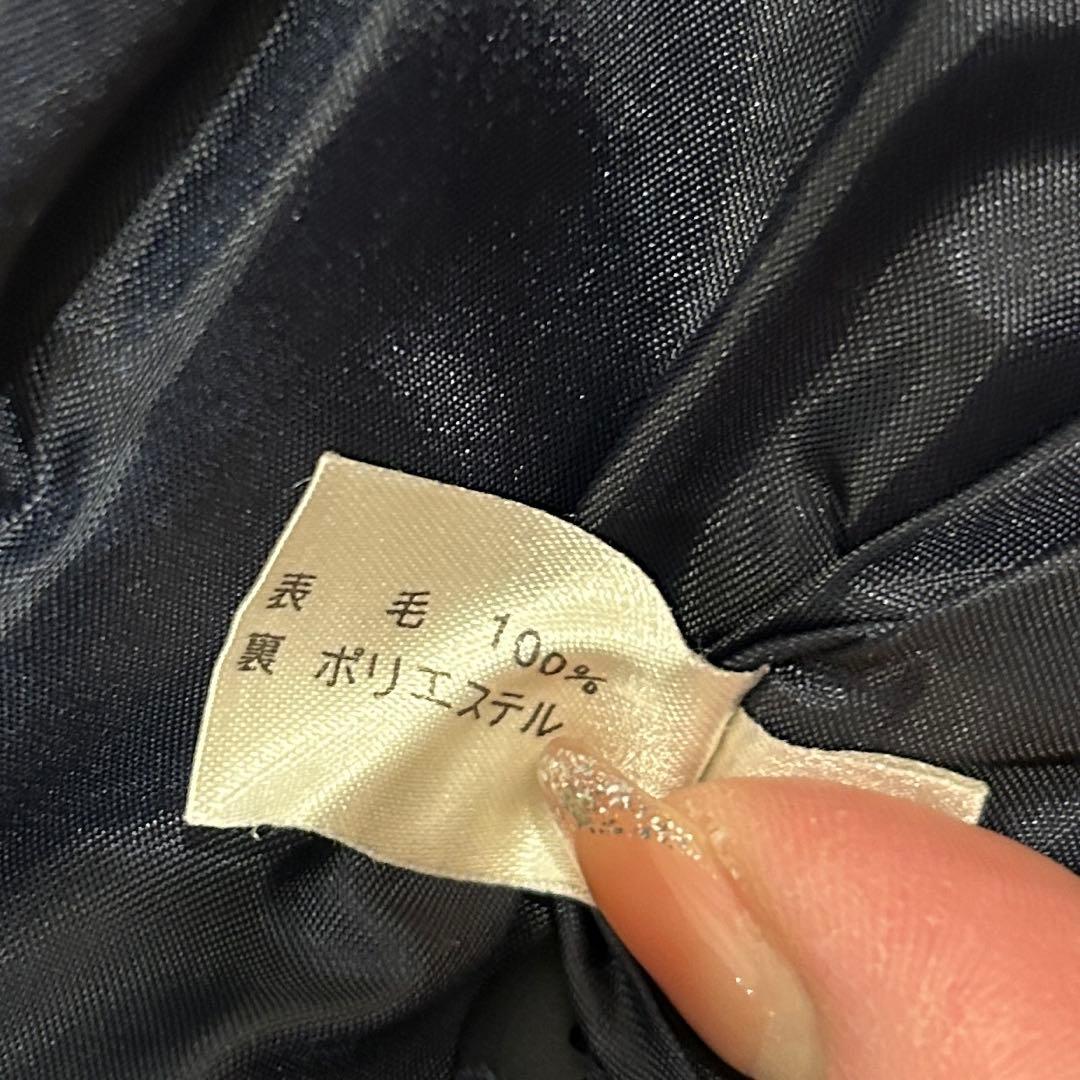 表 毛 100%
裏 ポリエステル